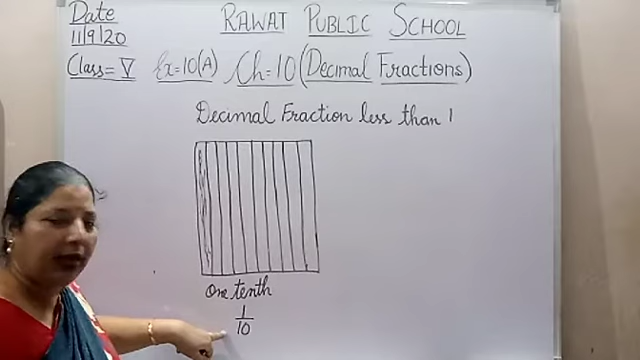 Date
11/9/20
RAWAT PUBLIC SCHOOL
Class = V Ex = 10(A) Ch = 10 (Decimal Fractions)
Decimal Fraction less than 1
One tenth
1
10